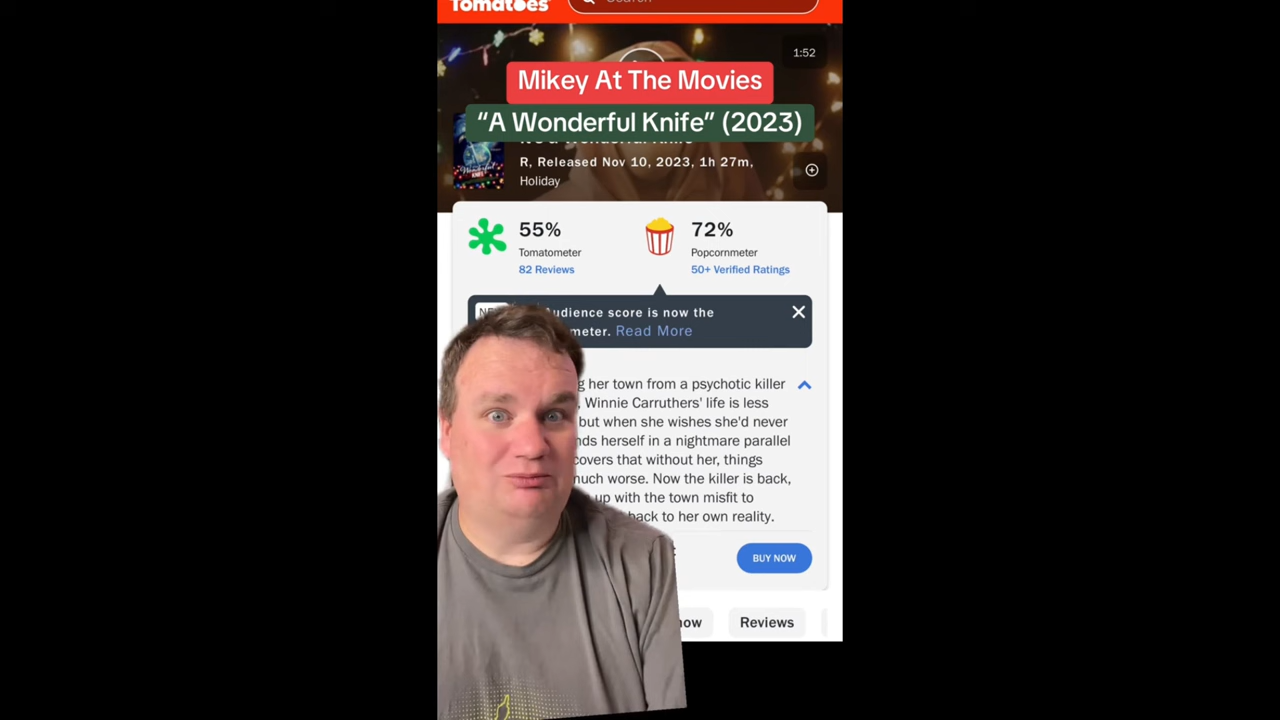 Tomatoes
Search
1:52
Mikey At The Movies
“A Wonderful Knife” (2023)
R, Released Nov 10, 2023, 1h 27m,
Holiday
55%
72%
Tomatometer
Popcornmeter
82 Reviews
50+ Verified Ratings
udience score is now the
meter. Read More
g her town from a psychotic killer
, Winnie Carruthers' life is less
but when she wishes she'd never
nds herself in a nightmare parallel
covers that without her, things
much worse. Now the killer is back,
up with the town misfit to
back to her own reality.
BUY NOW
now
Reviews